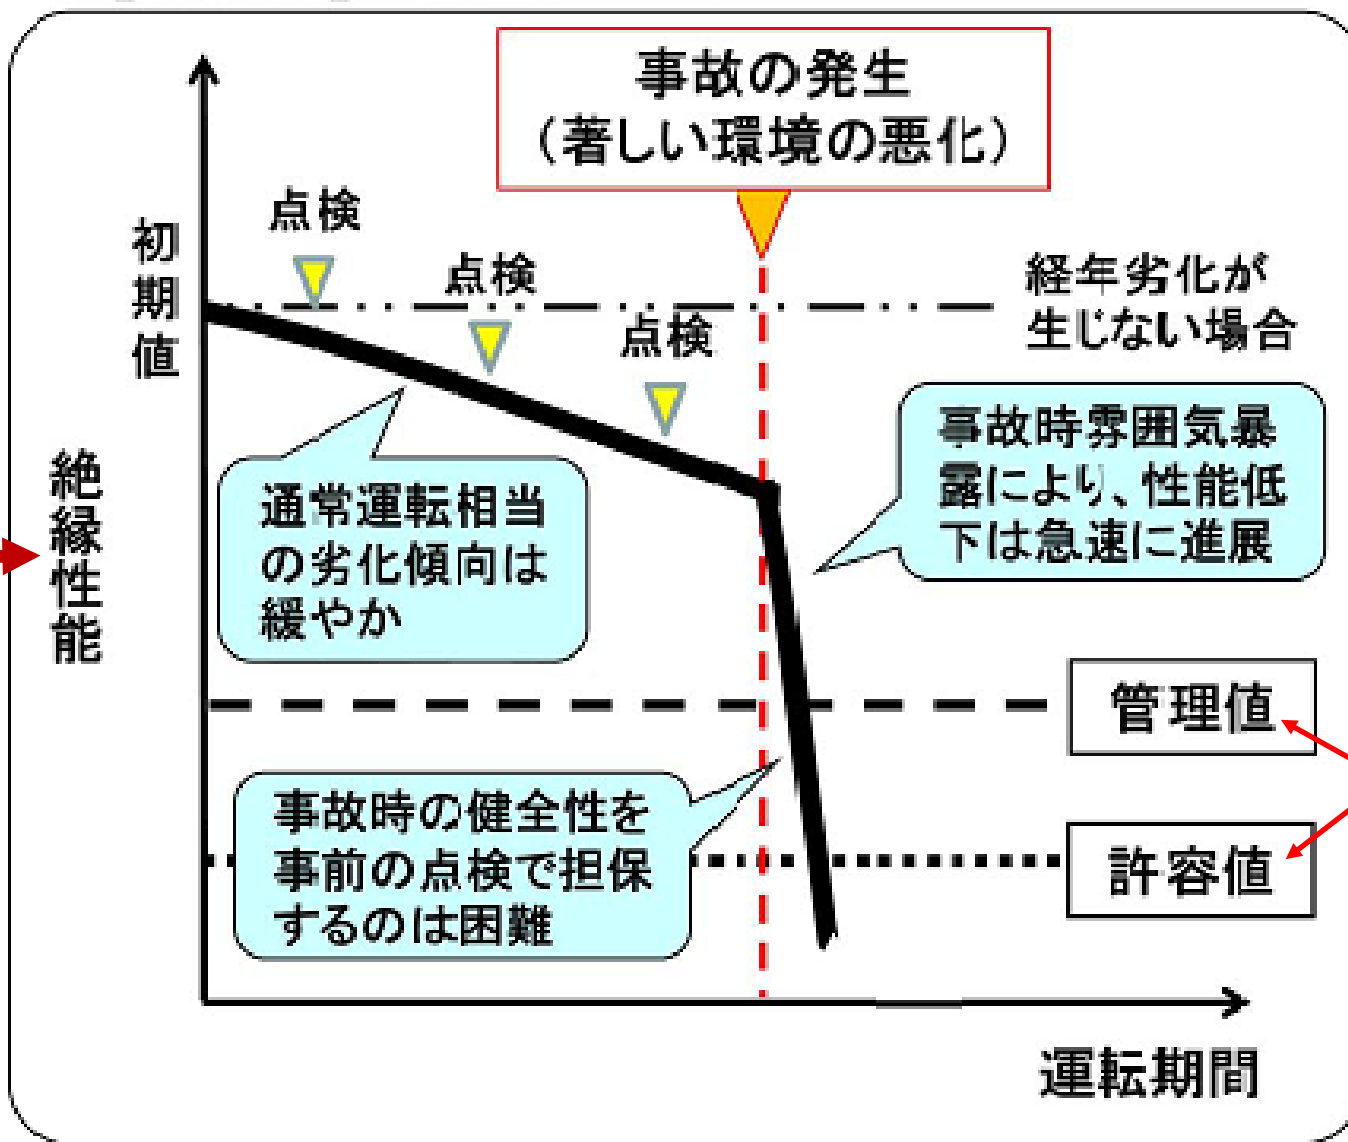 事故の発生
(著しい環境の悪化)
点検
点検
点検
初期値
経年劣化が
生じない場合
絶縁性能
通常運転相当
の劣化傾向は
緩やか
事故時雰囲気暴
露により、性能低
下は急速に進展
管理値
事故時の健全性を
事前の点検で担保
するのは困難
許容値
運転期間